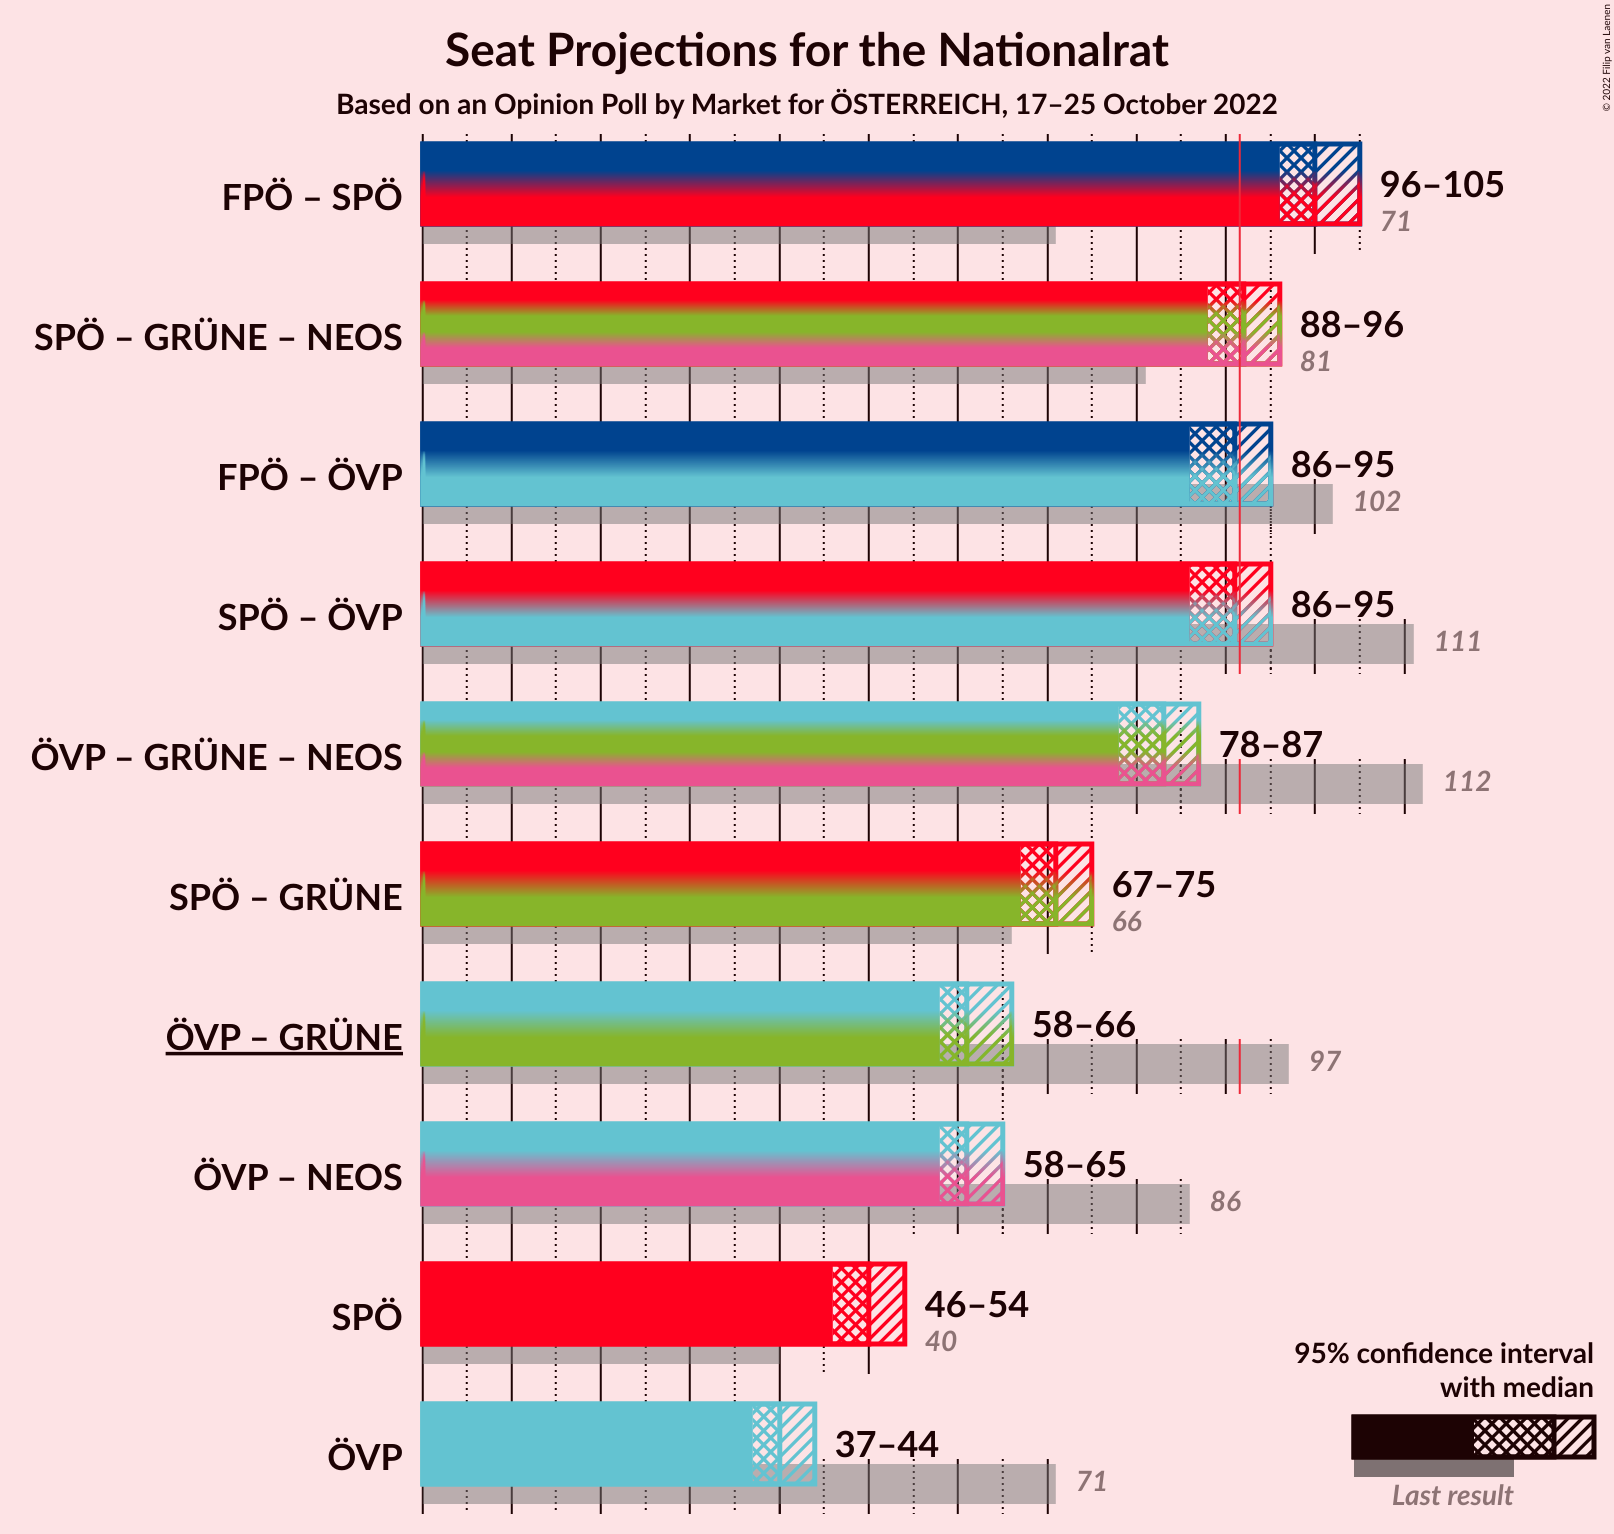 Seat Projections for the Nationalrat
Based on an Opinion Poll by Market for ÖSTERREICH, 17–25 October 2022
© 2022 Filip van Laenen
FPÖ – SPÖ
96–105
71
SPÖ – GRÜNE – NEOS
88–96
81
FPÖ – ÖVP
86–95
102
SPÖ – ÖVP
86–95
111
ÖVP – GRÜNE – NEOS
78–87
112
SPÖ – GRÜNE
67–75
66
ÖVP – GRÜNE
58–66
97
ÖVP – NEOS
58–65
86
SPÖ
46–54
40
ÖVP
37–44
71
95% confidence interval
with median
Last result